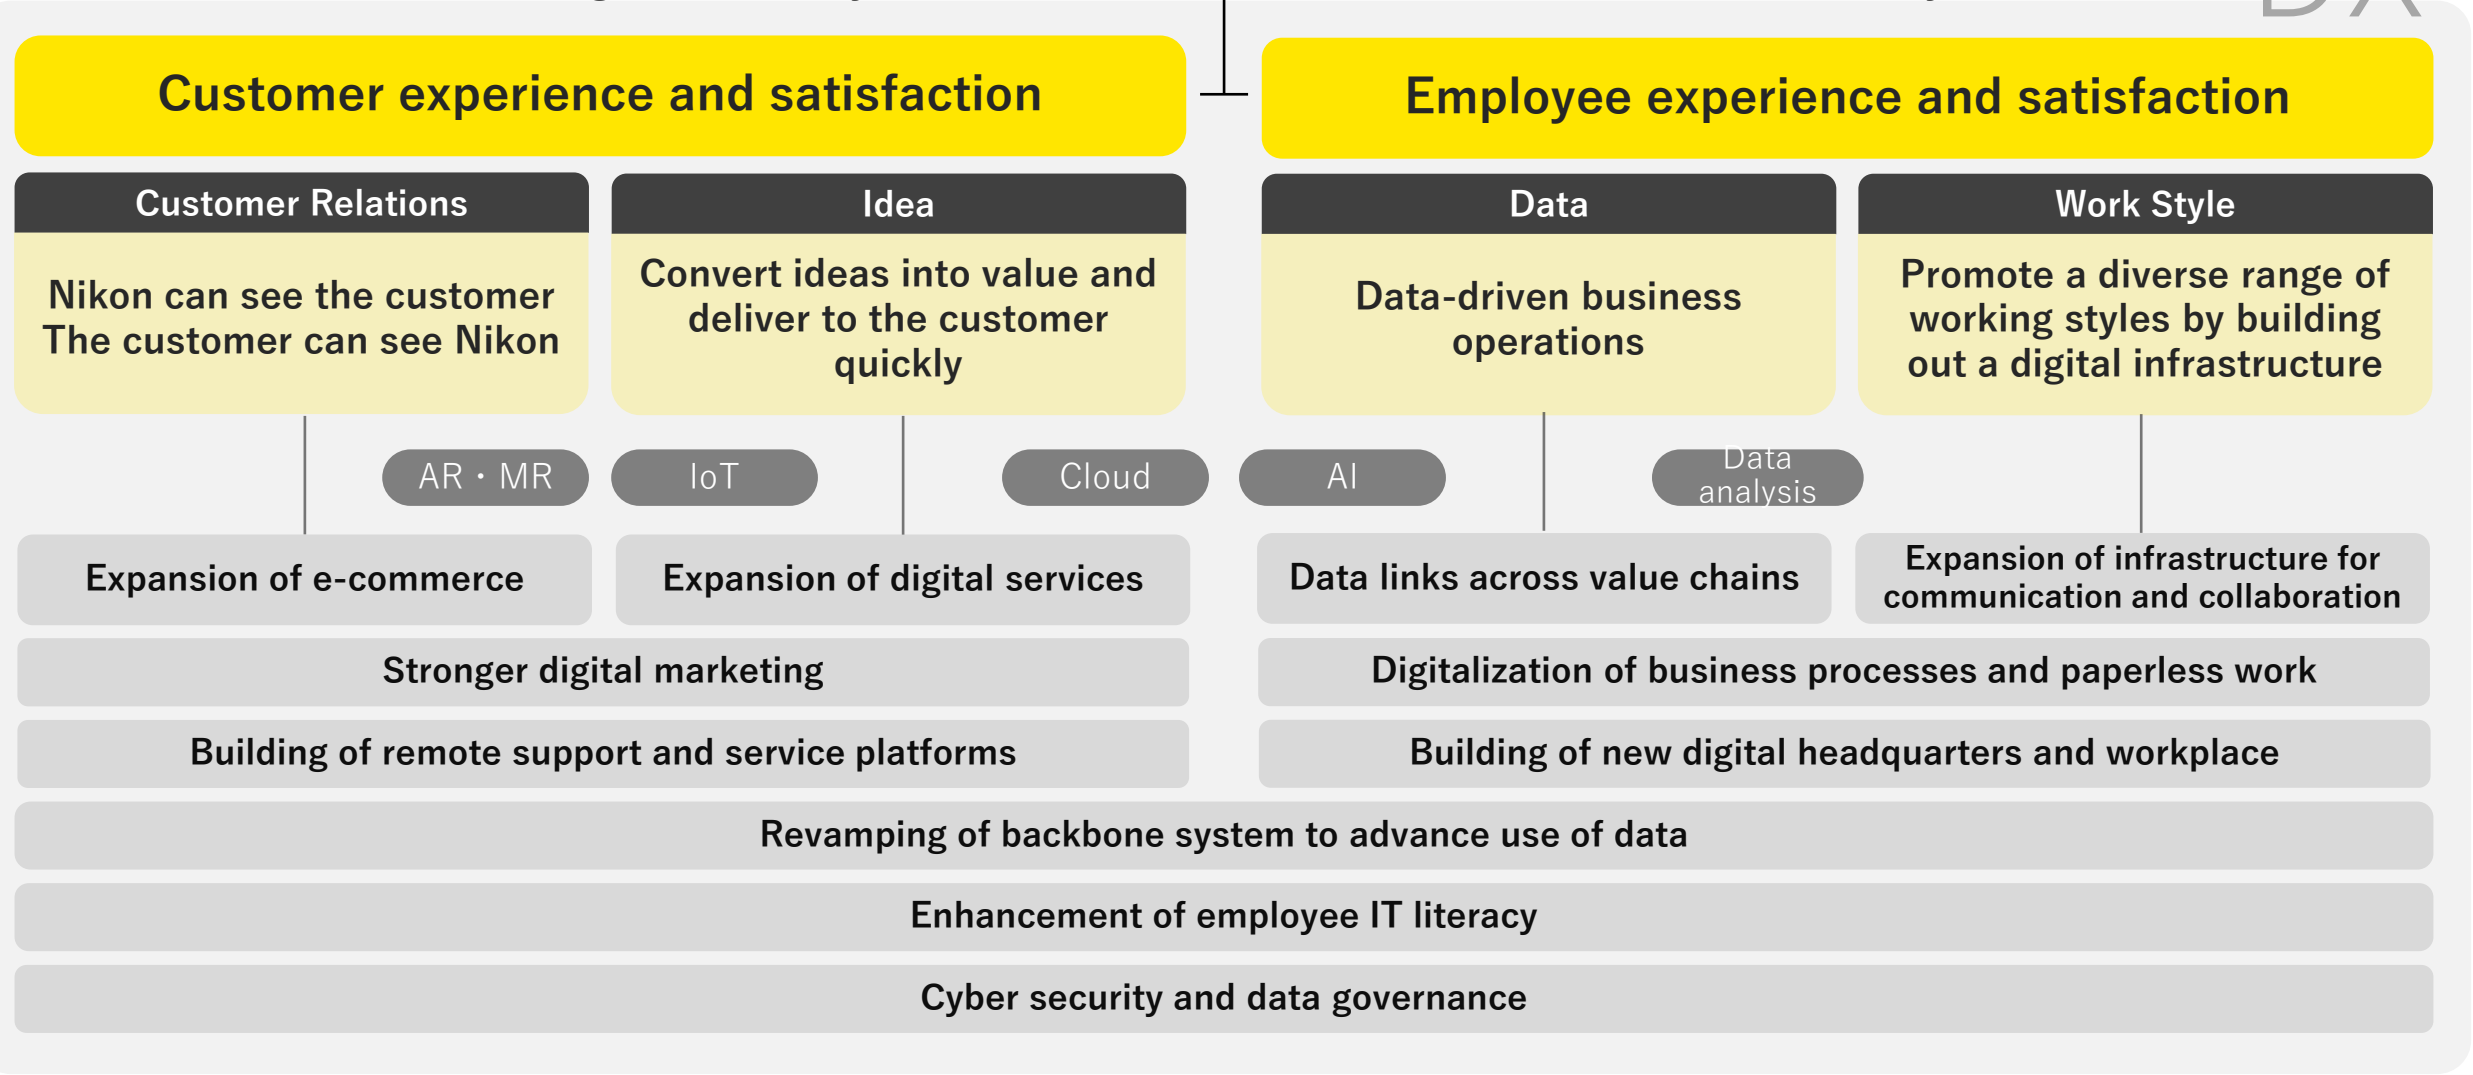 DX
Customer experience and satisfaction
Employee experience and satisfaction
Customer Relations
Nikon can see the customer
The customer can see Nikon
Idea
Convert ideas into value and
deliver to the customer
quickly
Data
Data-driven business
operations
Work Style
Promote a diverse range of
working styles by building
out a digital infrastructure
AR・MR
IoT
Cloud
AI
Data
analysis
Expansion of e-commerce
Expansion of digital services
Data links across value chains
Expansion of infrastructure for
communication and collaboration
Stronger digital marketing
Digitalization of business processes and paperless work
Building of remote support and service platforms
Building of new digital headquarters and workplace
Revamping of backbone system to advance use of data
Enhancement of employee IT literacy
Cyber security and data governance